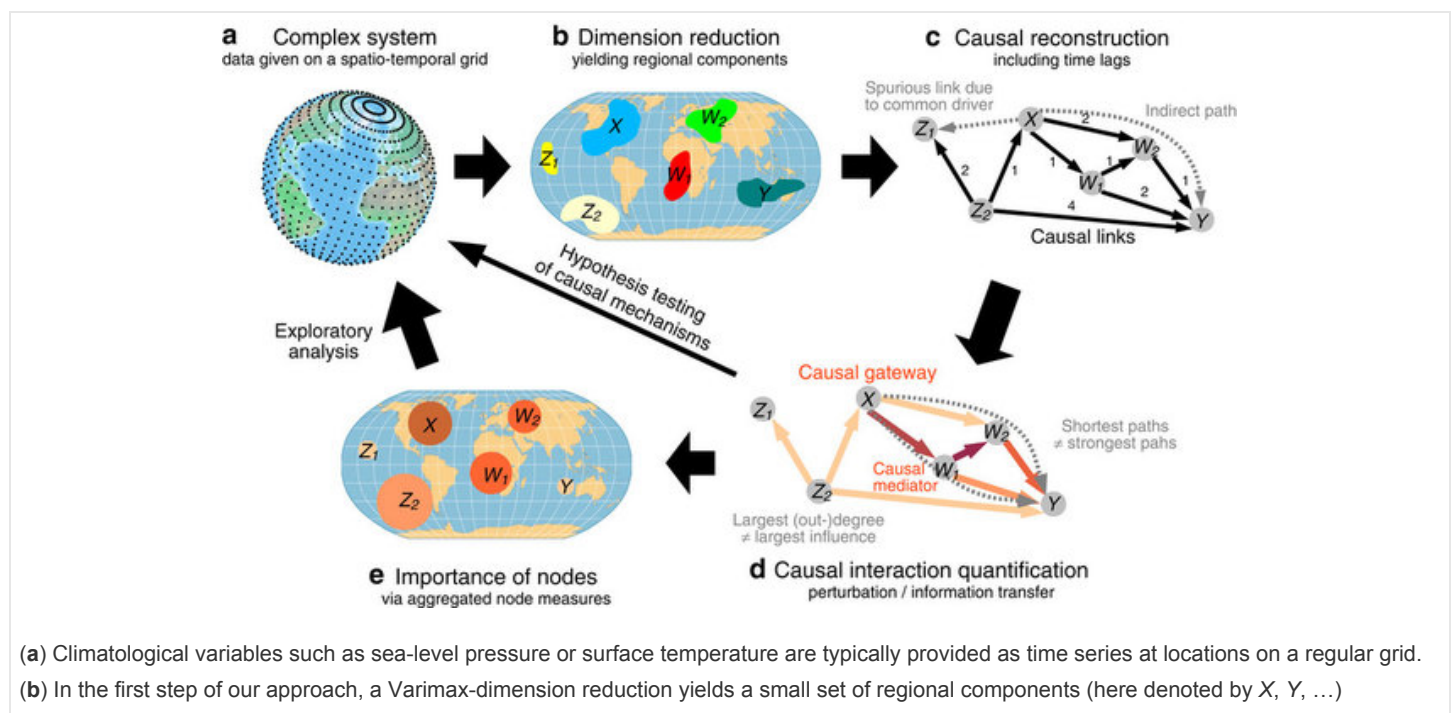 a Complex system
data given on a spatio-temporal grid
b Dimension reduction
yielding regional components
X
W2
Z1
W1
Y
Z2
c Causal reconstruction
including time lags
Spurious link due
to common driver
Indirect path
Z1
X
2
W2
2
1
1
1
W1
2
1
Z2
4
Y
Causal links
Hypothesis testing
of causal mechanisms
Exploratory
analysis
Causal gateway
Z1
X
W2
Shortest paths
≠ strongest pahs
Causal
mediator
W1
Z2
Y
Largest (out-)degree
≠ largest influence
d Causal interaction quantification
perturbation / information transfer
X
W2
Z1
W1
Y
Z2
e Importance of nodes
via aggregated node measures
(a) Climatological variables such as sea-level pressure or surface temperature are typically provided as time series at locations on a regular grid.
(b) In the first step of our approach, a Varimax-dimension reduction yields a small set of regional components (here denoted by X, Y, …)